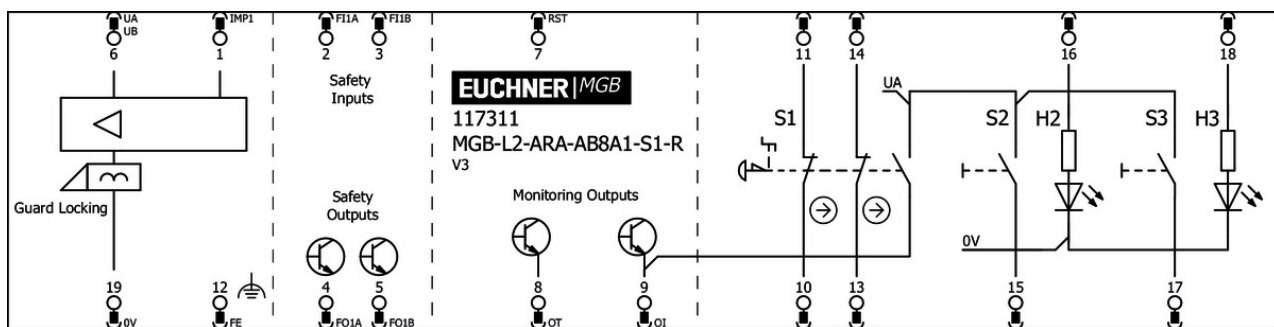 UA
UB
6
IMP1
1
FI1A
2
FI1B
3
RST
7
11
14
16
18
Safety
Inputs
EUCHNER MGB
117311
MGB-L2-ARA-AB8A1-S1-R
V3
UA
S1
S2
H2
S3
H3
Guard Locking
Safety
Outputs
Monitoring Outputs
0V
19
0V
12
FE
4
FO1A
5
FO1B
8
OT
9
OI
10
13
15
17